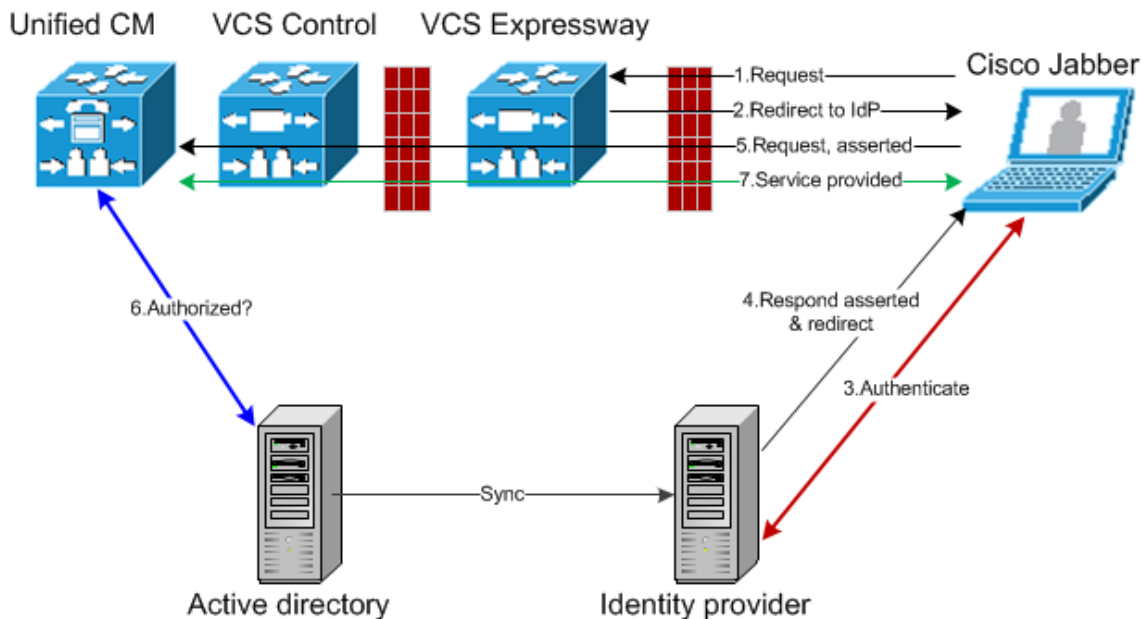 Unified CM
VCS Control
VCS Expressway
Cisco Jabber
1.Request
2.Redirect to IdP
5.Request, asserted
7.Service provided
6.Authorized?
4.Respond asserted
& redirect
3.Authenticate
Sync
Active directory
Identity provider